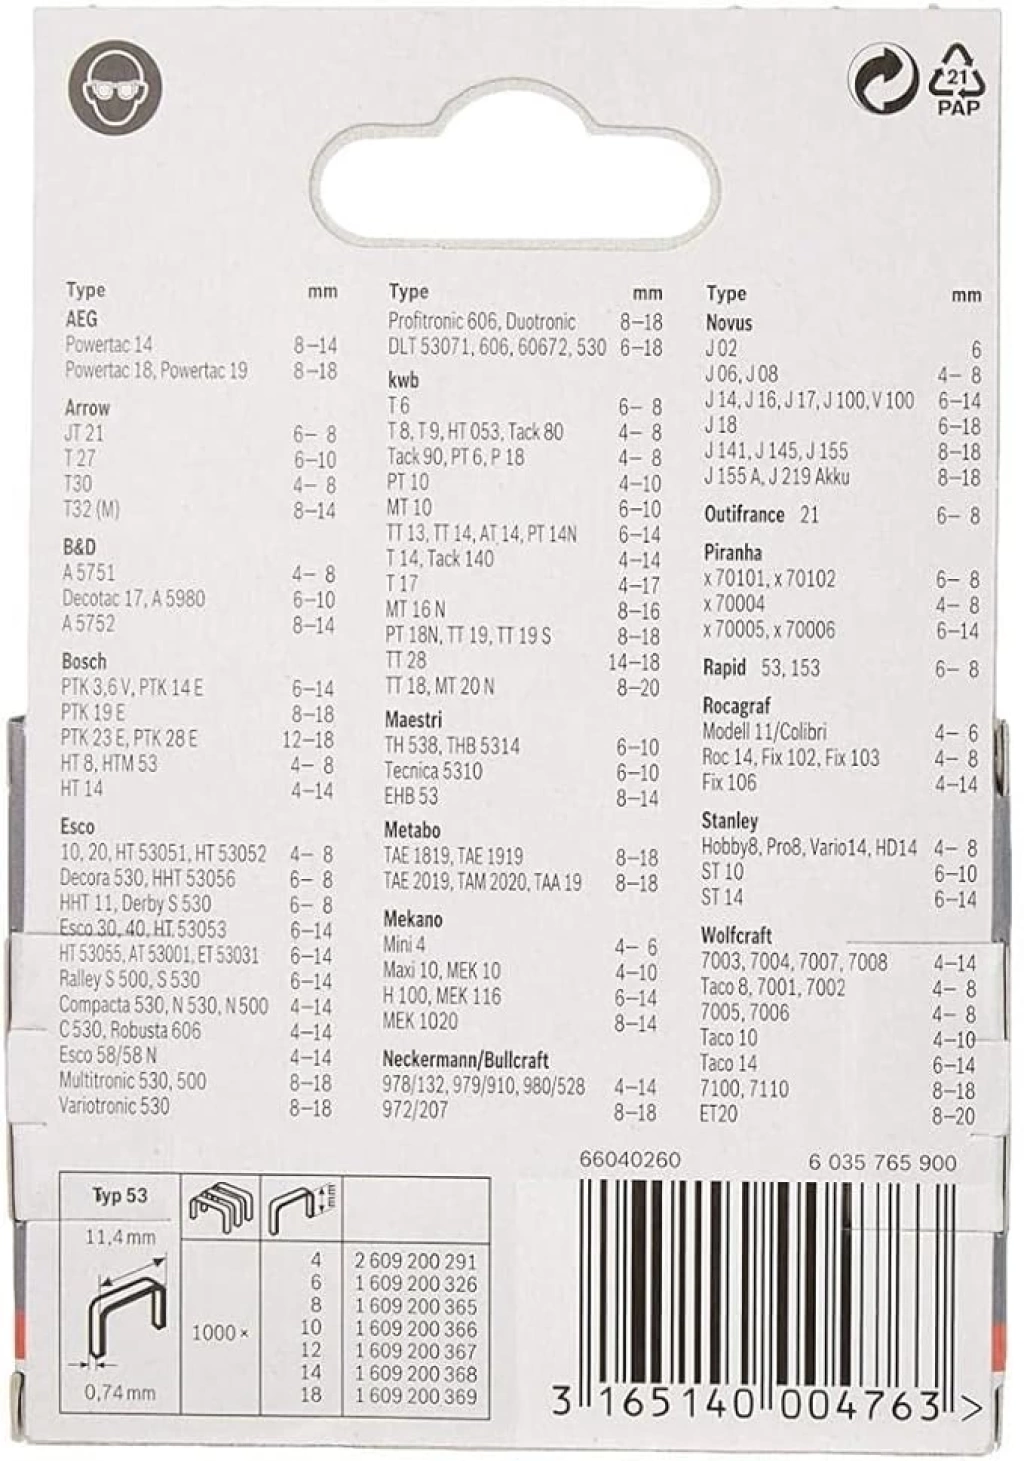 21
PAP
Type mm
AEG
Powertac 14 8–14
Powertac 18, Powertac 19 8–18
Arrow
JT 21 6– 8
T 27 6–10
T30 4– 8
T32 (M) 8–14
B&D
A 5751 4– 8
Decotac 17, A 5980 6–10
A 5752 8–14
Bosch
PTK 3,6 V, PTK 14 E 6–14
PTK 19 E 8–18
PTK 23 E, PTK 28 E 12–18
HT 8, HTM 53 4– 8
HT 14 4–14
Esco
10, 20, HT 53051, HT 53052 4– 8
Decora 530, HHT 53056 6– 8
HHT 11, Derby S 530 6– 8
Esco 30, 40, HT 53053 6–14
HT 53055, AT 53001, ET 53031 6–14
Ralley S 500, S 530 6–14
Compacta 530, N 530, N 500 4–14
C 530, Robusta 606 4–14
Esco 58/58 N 4–14
Multitronic 530, 500 8–18
Variotronic 530 8–18
Type mm
Profitronic 606, Duotronic 8–18
DLT 53071, 606, 60672, 530 6–18
kwb
T 6 6– 8
T 8, T 9, HT 053, Tack 80 4– 8
Tack 90, PT 6, P 18 4– 8
PT 10 4–10
MT 10 6–10
TT 13, TT 14, AT 14, PT 14N 6–14
T 14, Tack 140 4–14
T 17 4–17
MT 16 N 8–16
PT 18N, TT 19, TT 19 S 8–18
TT 28 14–18
TT 18, MT 20 N 8–20
Maestri
TH 538, THB 5314 6–10
Tecnica 5310 6–10
EHB 53 8–14
Metabo
TAE 1819, TAE 1919 8–18
TAE 2019, TAM 2020, TAA 19 8–18
Mekano
Mini 4 4– 6
Maxi 10, MEK 10 4–10
H 100, MEK 116 6–14
MEK 1020 8–14
Neckermann/Bullcraft
978/132, 979/910, 980/528 4–14
972/207 8–18
Type mm
Novus
J 02 6
J 06, J 08 4– 8
J 14, J 16, J 17, J 100, V 100 6–14
J 18 6–18
J 141, J 145, J 155 8–18
J 155 A, J 219 Akku 8–18
Outifrance 21 6– 8
Piranha
x 70101, x 70102 6– 8
x 70004 4– 8
x 70005, x 70006 6–14
Rapid 53, 153 6– 8
Rocagraf
Modell 11/Colibri 4– 6
Roc 14, Fix 102, Fix 103 4– 8
Fix 106 4–14
Stanley
Hobby8, Pro8, Vario14, HD14 4– 8
ST 10 6–10
ST 14 6–14
Wolfcraft
7003, 7004, 7007, 7008 4–14
Taco 8, 7001, 7002 4– 8
7005, 7006 4– 8
Taco 10 4–10
Taco 14 6–14
7100, 7110 8–18
ET20 8–20
Typ 53
11,4 mm
0,74 mm
1000 ×
mm
4 2 609 200 291
6 1 609 200 326
8 1 609 200 365
10 1 609 200 366
12 1 609 200 367
14 1 609 200 368
18 1 609 200 369
66040260 6 035 765 900
3 165140 004763 >